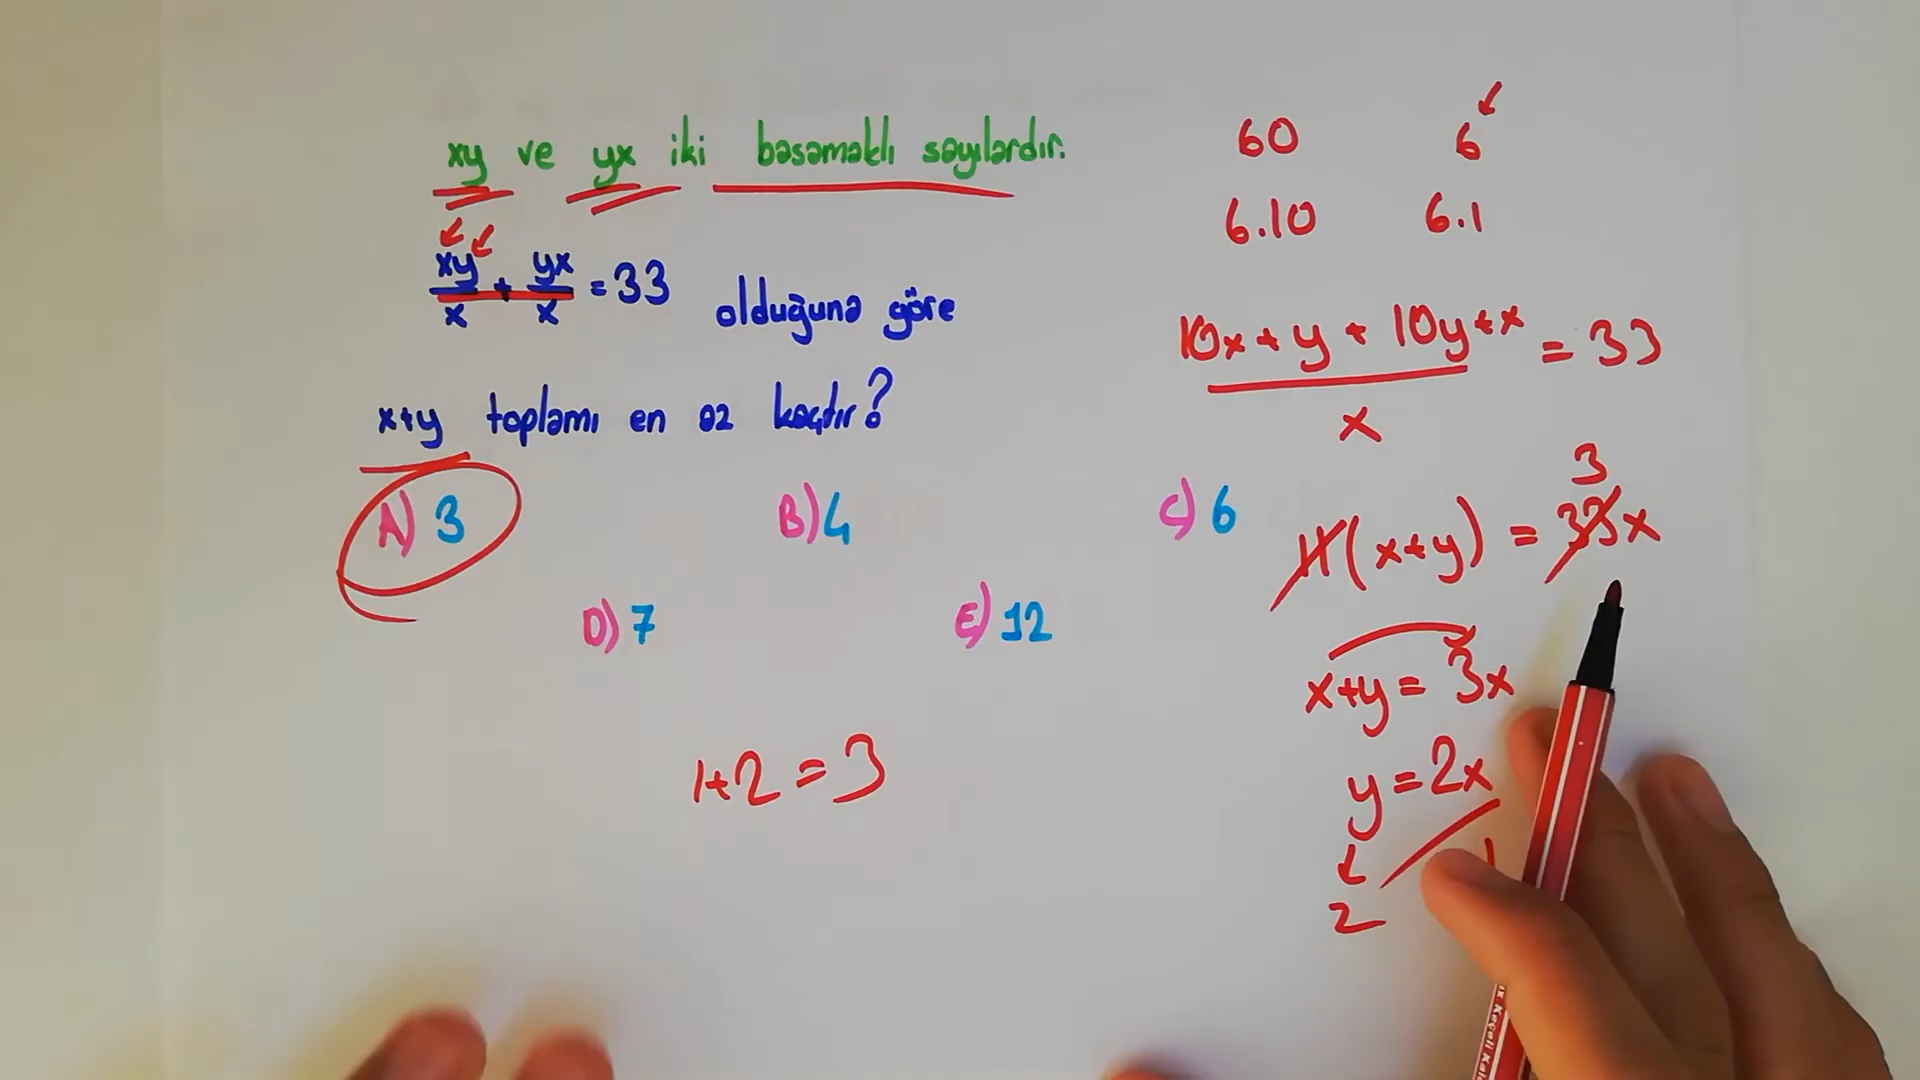 xy ve yx iki basamaklı sayılardır.
xy/x + yx/x = 33 olduğuna göre
x+y toplamı en az kaçtır?
A) 3
B) 4
C) 6
D) 7
E) 12
1+2=3
60 6
6.10 6.1
10x+y+10y+x = 33
x
11(x+y) = 33x
3
x+y= 3x
y=2x
2 1